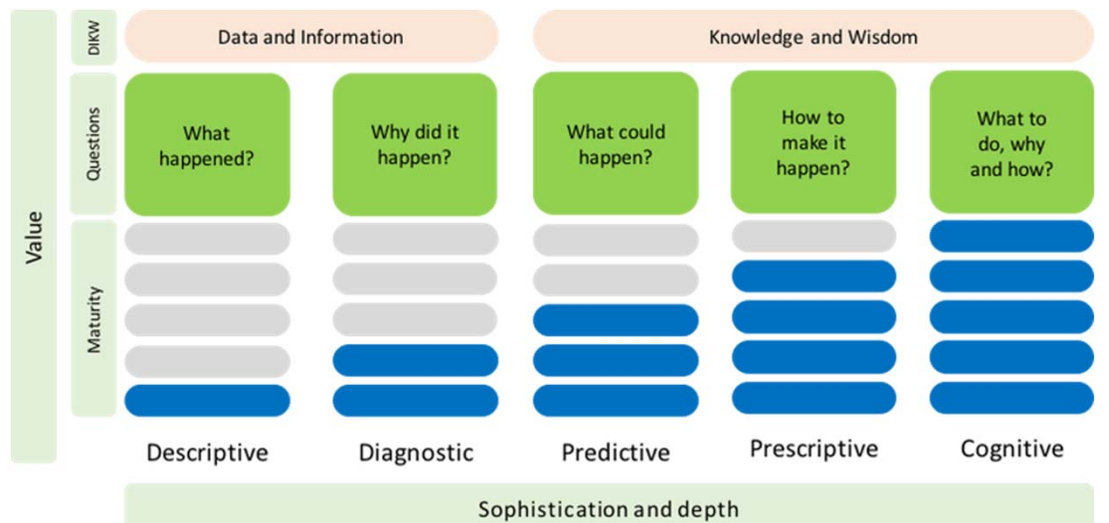 Value
DIKW
Data and Information
Knowledge and Wisdom
Questions
What
happened?
Why did it
happen?
What could
happen?
How to
make it
happen?
What to
do, why
and how?
Maturity
Descriptive
Diagnostic
Predictive
Prescriptive
Cognitive
Sophistication and depth